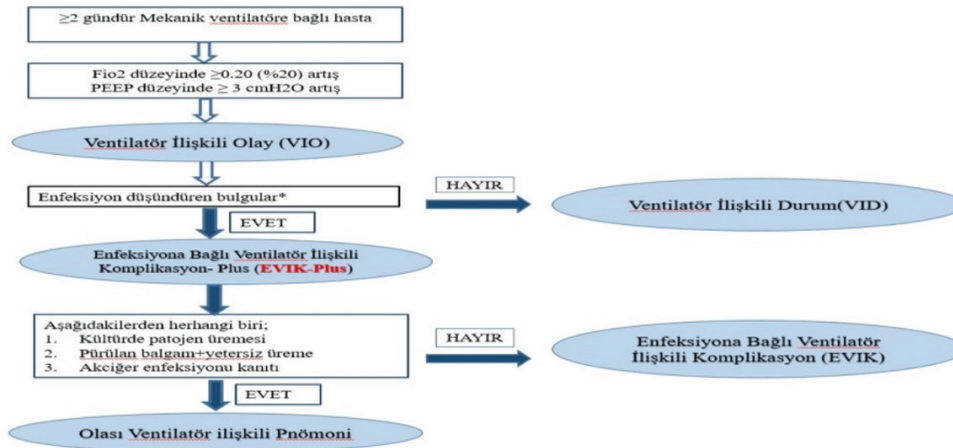 ≥2 gündür Mekanik ventilatöre bağlı hasta
Fio2 düzeyinde ≥0.20 (%20) artış
PEEP düzeyinde ≥ 3 cmH2O artış
Ventilatör İlişkili Olay (VIO)
Enfeksiyon düşündüren bulgular*
HAYIR
Ventilatör İlişkili Durum(VID)
EVET
Enfeksiyona Bağlı Ventilatör İlişkili
Komplikasyon- Plus (EVIK-Plus)
Aşağıdakilerden herhangi biri;
1. Kültürde patojen üremesi
2. Pürülan balgam+yetersiz üreme
3. Akciğer enfeksiyonu kanıtı
HAYIR
Enfeksiyona Bağlı Ventilatör
İlişkili Komplikasyon (EVIK)
EVET
Olası Ventilatör ilişkili Pnömoni